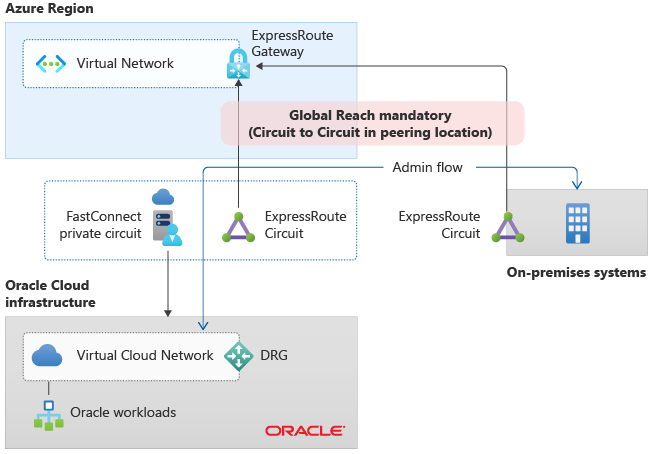 Azure Region
ExpressRoute
Gateway
Virtual Network
Global Reach mandatory
(Circuit to Circuit in peering location)
Admin flow
FastConnect
private circuit
ExpressRoute
Circuit
ExpressRoute
Circuit
On-premises systems
Oracle Cloud
infrastructure
Virtual Cloud Network
DRG
Oracle workloads
ORACLE